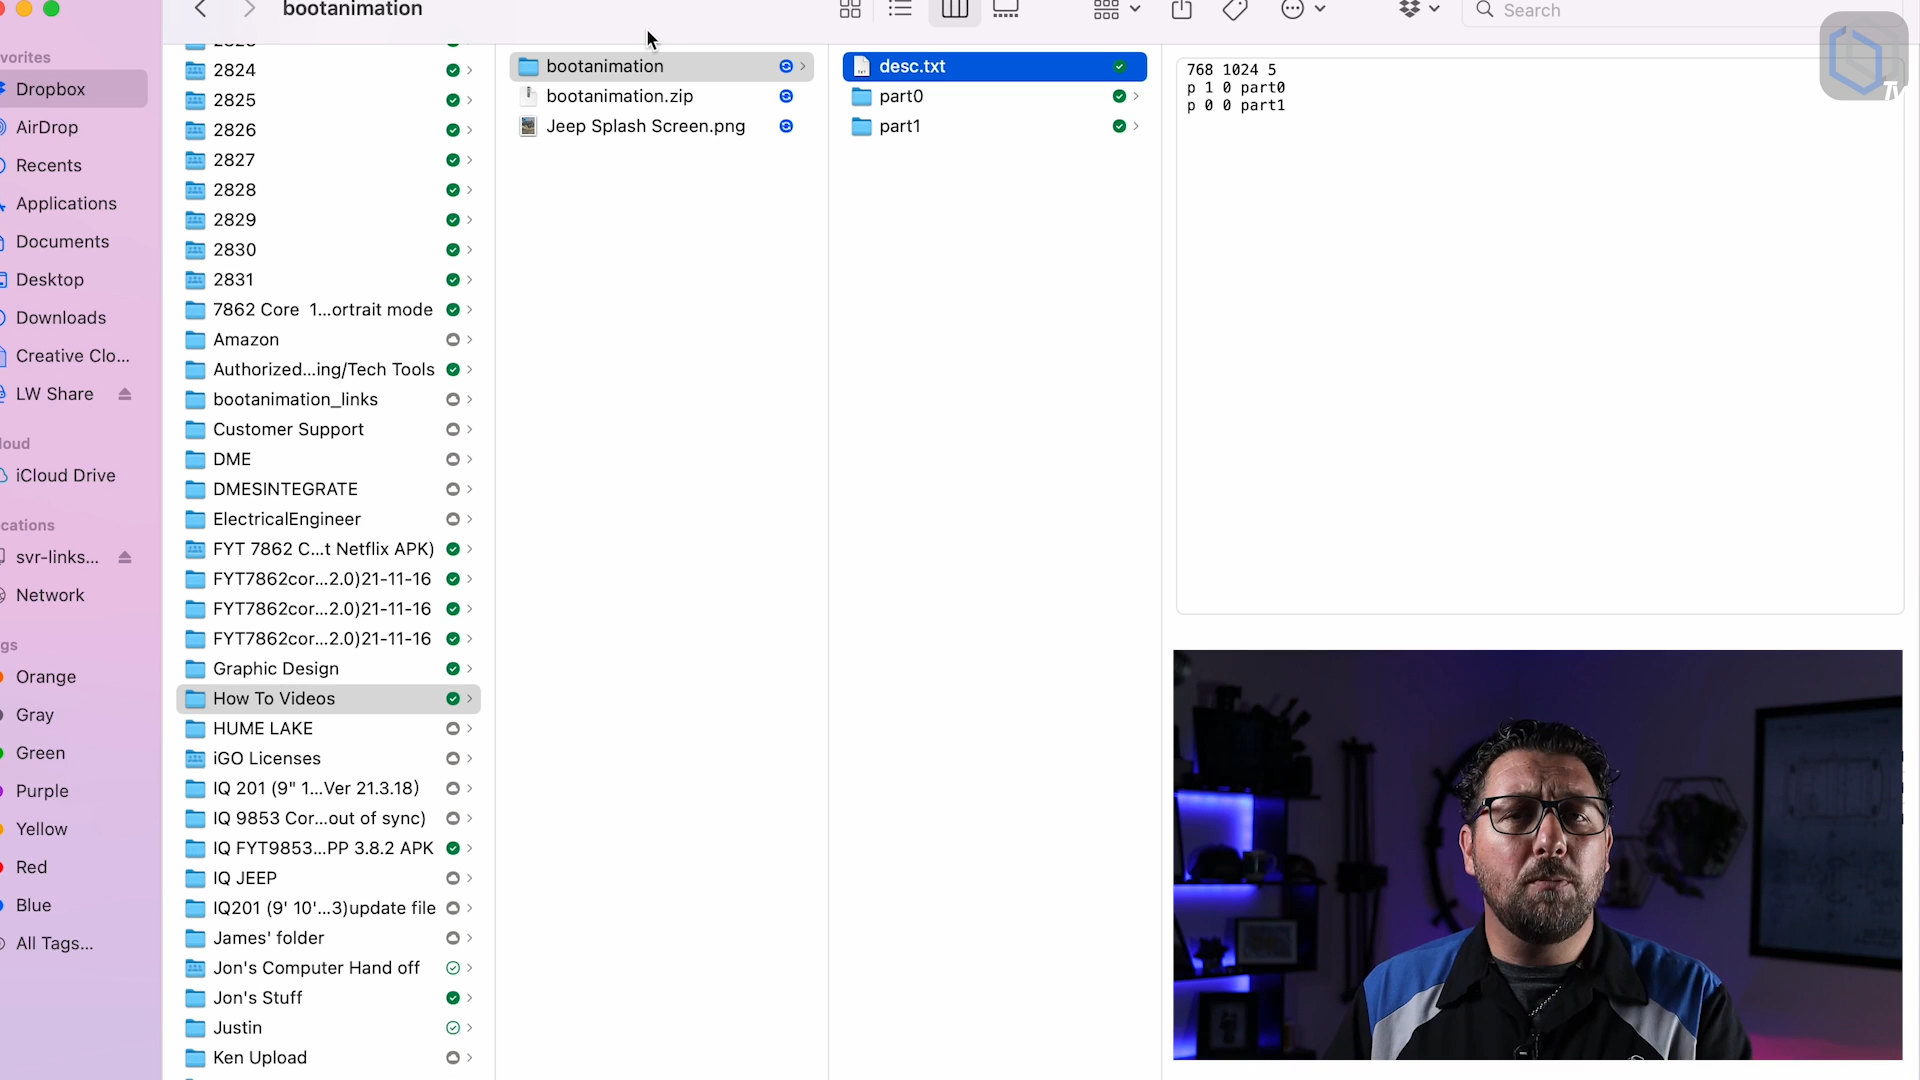 bootanimation
Search
vorites
Dropbox
AirDrop
Recents
Applications
Documents
Desktop
Downloads
Creative Clo...
LW Share
loud
iCloud Drive
cations
svr-links...
Network
gs
Orange
Gray
Green
Purple
Yellow
Red
Blue
All Tags...
2824
2825
2826
2827
2828
2829
2830
2831
7862 Core 1...ortrait mode
Amazon
Authorized...ing/Tech Tools
bootanimation_links
Customer Support
DME
DMESINTEGRATE
ElectricalEngineer
FYT 7862 C...t Netflix APK)
FYT7862cor...2.0)21-11-16
FYT7862cor...2.0)21-11-16
FYT7862cor...2.0)21-11-16
Graphic Design
How To Videos
HUME LAKE
iGO Licenses
IQ 201 (9" 1...Ver 21.3.18)
IQ 9853 Cor...out of sync)
IQ FYT9853...PP 3.8.2 APK
IQ JEEP
IQ201 (9' 10'...3)update file
James' folder
Jon's Computer Hand off
Jon's Stuff
Justin
Ken Upload
bootanimation
bootanimation.zip
Jeep Splash Screen.png
desc.txt
part0
part1
768 1024 5
p 1 0 part0
p 0 0 part1